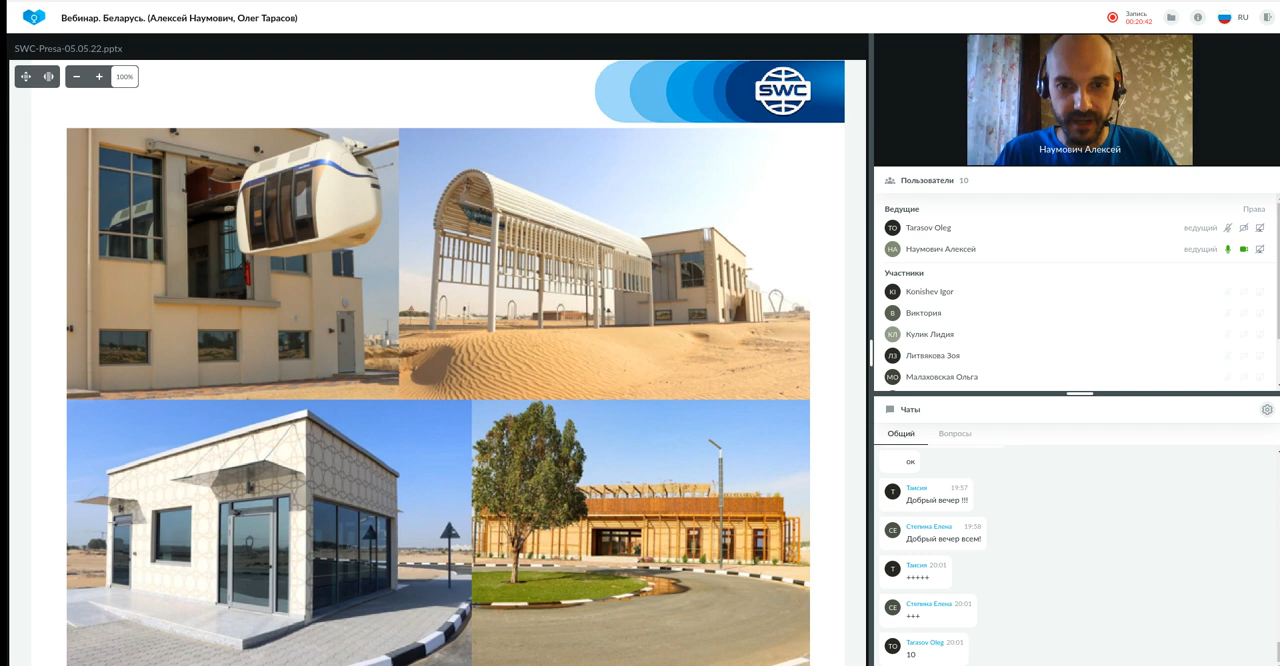 Вебинар. Беларусь. (Алексей Наумович, Олег Тарасов)
Запись
00:20:42
RU
SWC-Presa-05.05.22.pptx
100%
SWC
Наумович Алексей
Пользователи 10
Ведущие Права
TO Tarasov Oleg ведущий
НА Наумович Алексей ведущий
Участники
KI Konishev Igor
В Виктория
КЛ Кулик Лидия
ЛЗ Литвякова Зоя
МО Малаховская Ольга
Чаты
Общий Вопросы
ок
Т Таисия 19:57
Добрый вечер !!!
СЕ Степина Елена 19:58
Добрый вечер всем!
Т Таисия 20:01
+++++
СЕ Степина Елена 20:01
+++
TO Tarasov Oleg 20:01
10